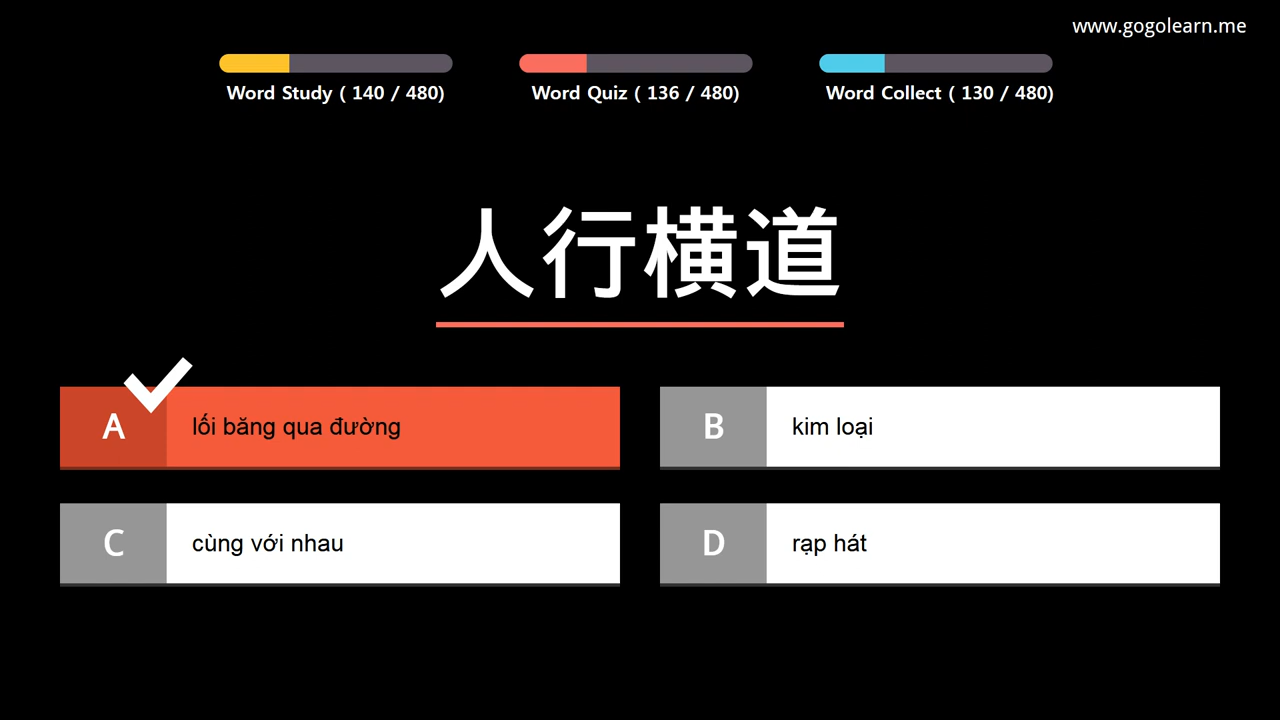 www.gogolearn.me
Word Study ( 140 / 480)
Word Quiz ( 136 / 480)
Word Collect ( 130 / 480)
人行横道
A
lối băng qua đường
B
kim loại
C
cùng với nhau
D
rạp hát